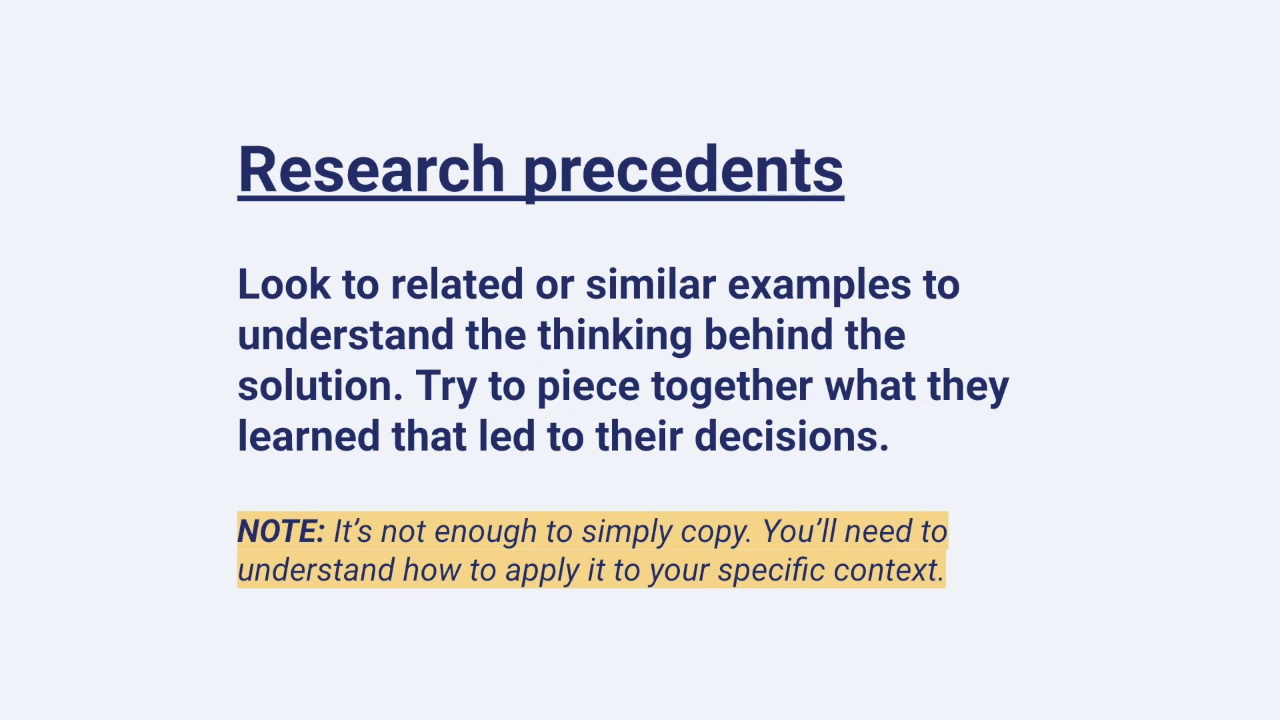 Research precedents
Look to related or similar examples to
understand the thinking behind the
solution. Try to piece together what they
learned that led to their decisions.
NOTE: It’s not enough to simply copy. You’ll need to
understand how to apply it to your specific context.